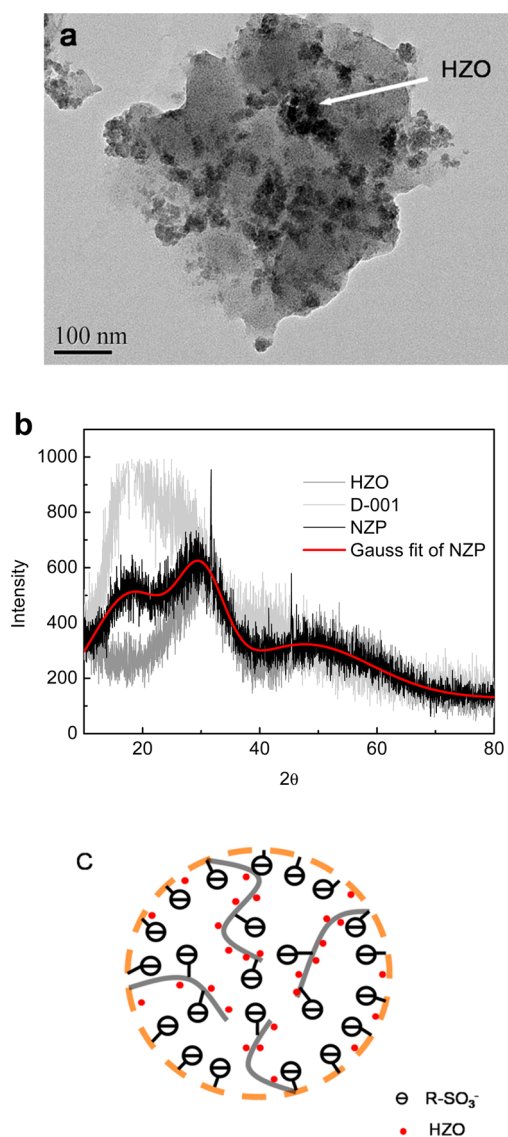 a
HZO
100 nm
b
1000
800
600
400
200
0
Intensity
HZO
D-001
NZP
Gauss fit of NZP
20 40 60 80
2θ
C
R-SO₃⁻
HZO